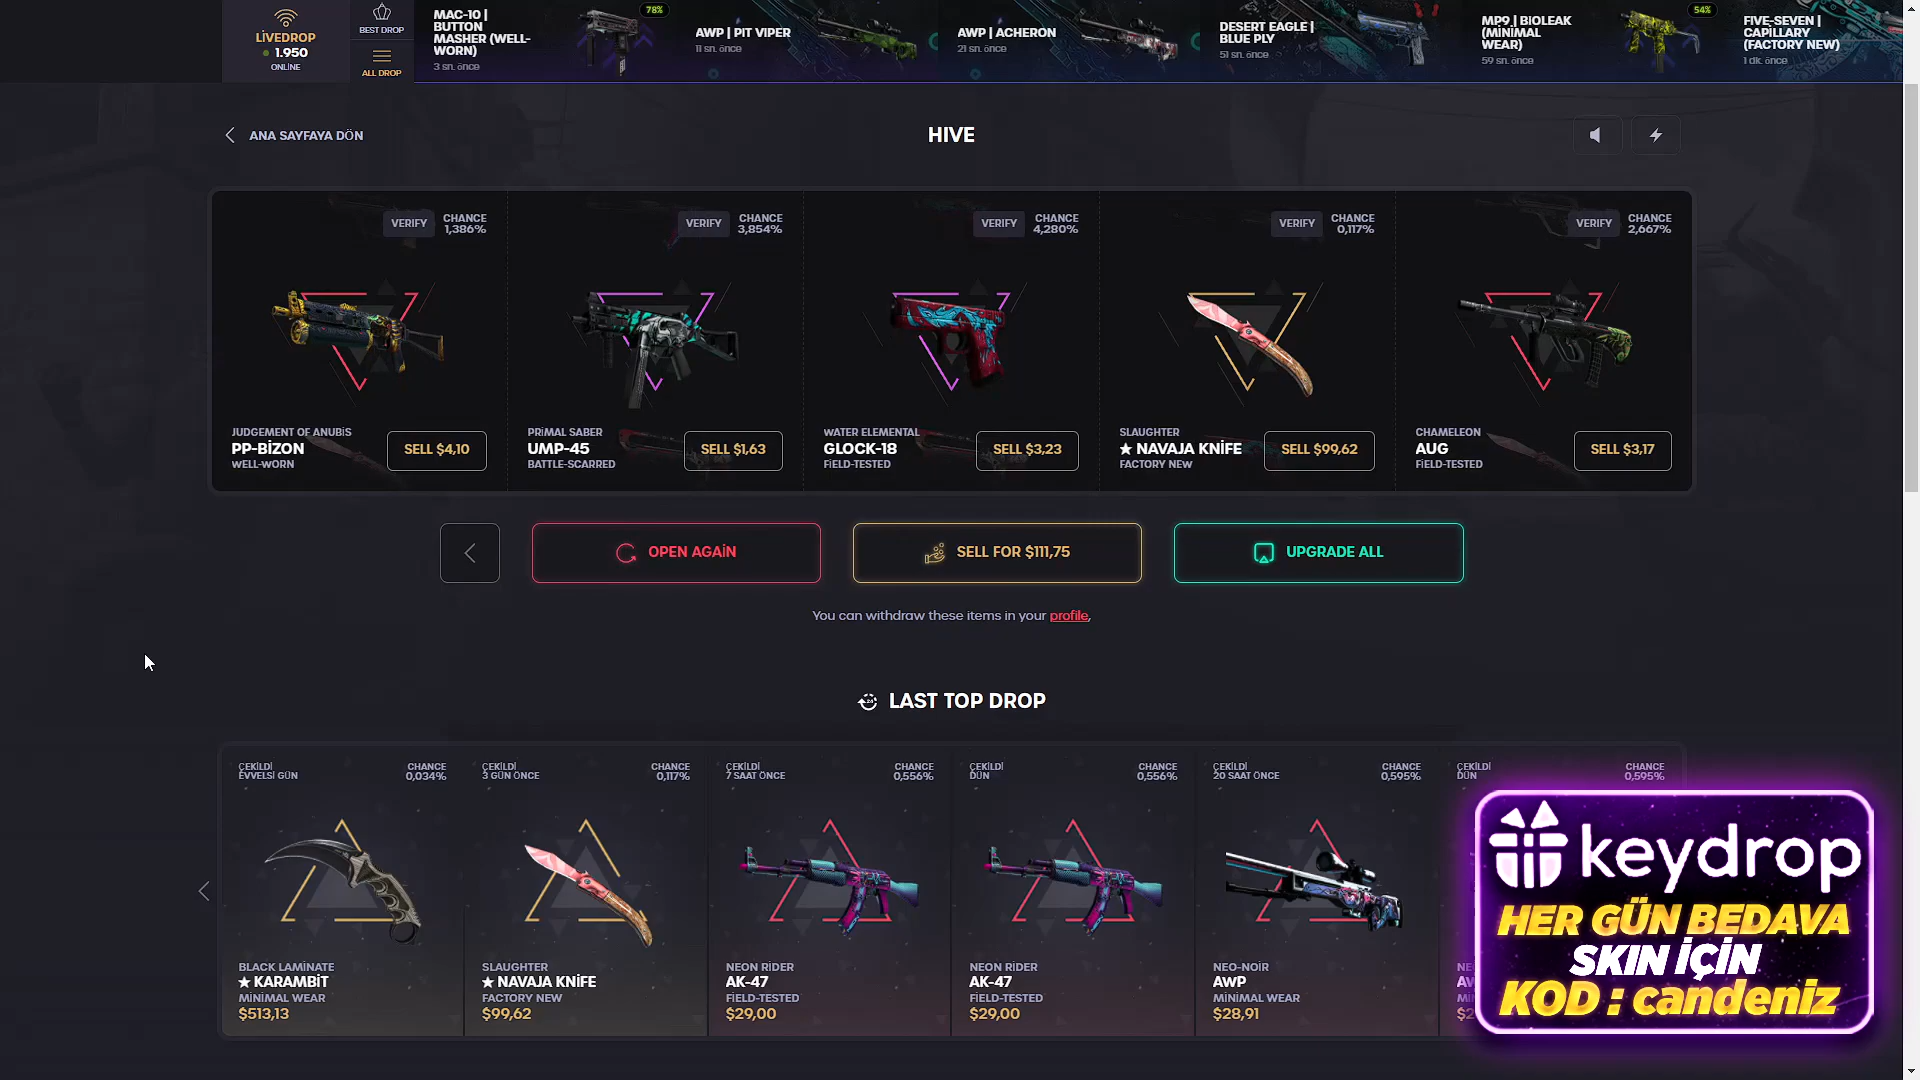 LİVEDROP
1.950
ONLİNE
BEST DROP
ALL DROP
MAC-10 |
BUTTON
MASHER (WELL-
WORN)
3 sn. önce
78%
AWP | PIT VIPER
11 sn. önce
AWP | ACHERON
21 sn. önce
DESERT EAGLE |
BLUE PLY
51 sn. önce
MP9 | BIOLEAK
(MİNİMAL
WEAR)
59 sn. önce
54%
FIVE-SEVEN |
CAPILLARY
(FACTORY NEW)
1 dk. önce
ANA SAYFAYA DÖN
HIVE
VERIFY
CHANCE
1,386%
JUDGEMENT OF ANUBİS
PP-BİZON
WELL-WORN
SELL $4,10
VERIFY
CHANCE
3,854%
PRİMAL SABER
UMP-45
BATTLE-SCARRED
SELL $1,63
VERIFY
CHANCE
4,280%
WATER ELEMENTAL
GLOCK-18
FİELD-TESTED
SELL $3,23
VERIFY
CHANCE
0,117%
SLAUGHTER
★ NAVAJA KNİFE
FACTORY NEW
SELL $99,62
VERIFY
CHANCE
2,667%
CHAMELEON
AUG
FİELD-TESTED
SELL $3,17
OPEN AGAİN
SELL FOR $111,75
UPGRADE ALL
You can withdraw these items in your profile,
LAST TOP DROP
ÇEKİLDİ
EVVELSİ GÜN
CHANCE
0,034%
BLACK LAMİNATE
★ KARAMBİT
MİNİMAL WEAR
$513,13
ÇEKİLDİ
3 GÜN ÖNCE
CHANCE
0,117%
SLAUGHTER
★ NAVAJA KNİFE
FACTORY NEW
$99,62
ÇEKİLDİ
7 SAAT ÖNCE
CHANCE
0,556%
NEON RİDER
AK-47
FİELD-TESTED
$29,00
ÇEKİLDİ
DÜN
CHANCE
0,556%
NEON RİDER
AK-47
FİELD-TESTED
$29,00
ÇEKİLDİ
20 SAAT ÖNCE
CHANCE
0,595%
NEO-NOİR
AWP
MİNİMAL WEAR
$28,91
ÇEKİLDİ
DÜN
CHANCE
0,595%
keydrop
HER GÜN BEDAVA
SKIN İÇİN
KOD : candeniz